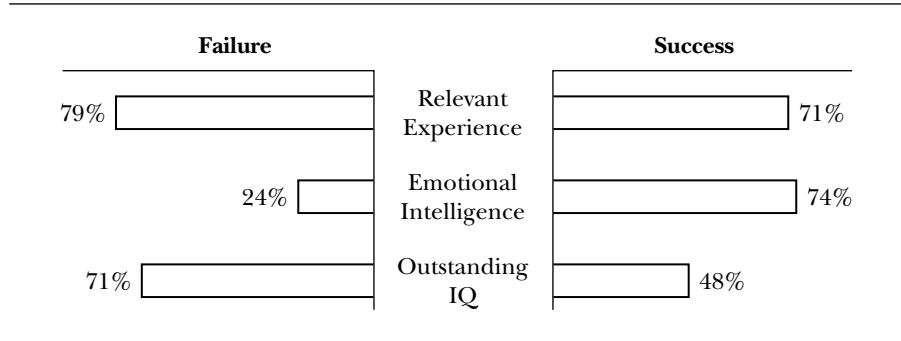 Failure
Success
79%
Relevant
Experience
71%
24%
Emotional
Intelligence
74%
71%
Outstanding
IQ
48%